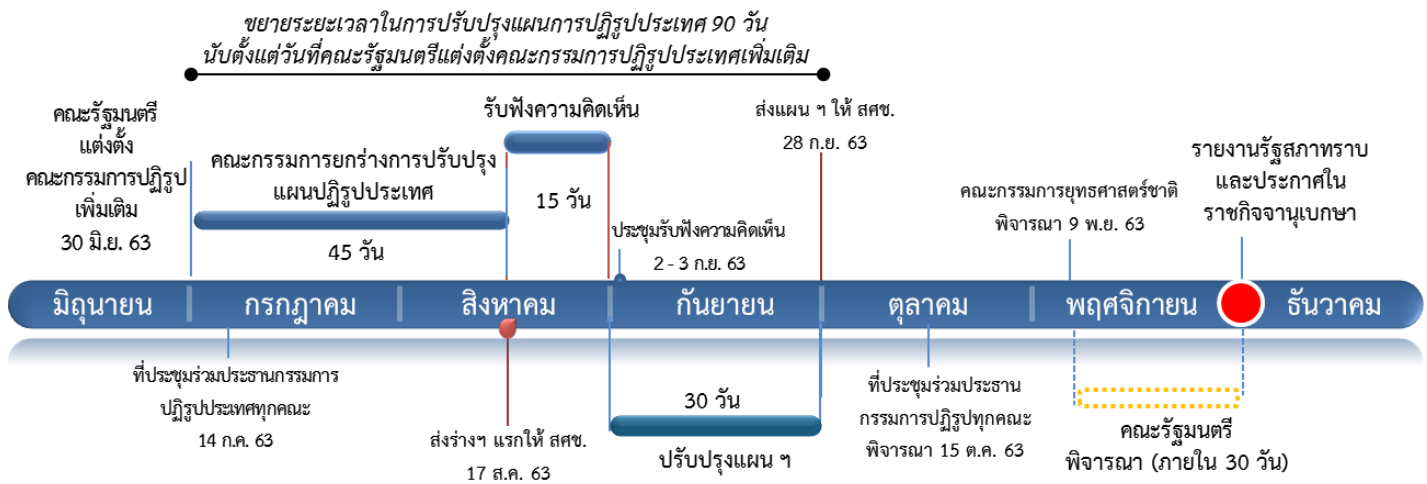 ขยายระยะเวลาในการปรับปรุงแผนการปฏิรูปประเทศ 90 วัน
นับตั้งแต่วันที่คณะรัฐมนตรีแต่งตั้งคณะกรรมการปฏิรูปประเทศเพิ่มเติม
คณะรัฐมนตรี
แต่งตั้ง
คณะกรรมการปฏิรูป
เพิ่มเติม
30 มิ.ย. 63
คณะกรรมการยกร่างการปรับปรุง
แผนปฏิรูปประเทศ
45 วัน
รับฟังความคิดเห็น
15 วัน
ประชุมรับฟังความคิดเห็น
2 - 3 ก.ย. 63
ส่งแผน ฯ ให้ สศช.
28 ก.ย. 63
คณะกรรมการยุทธศาสตร์ชาติ
พิจารณา 9 พ.ย. 63
รายงานรัฐสภาทราบ
และประกาศใน
ราชกิจจานุเบกษา
มิถุนายน
กรกฎาคม
สิงหาคม
กันยายน
ตุลาคม
พฤศจิกายน
ธันวาคม
ที่ประชุมร่วมประธานกรรมการ
ปฏิรูปประเทศทุกคณะ
14 ก.ค. 63
ส่งร่างฯ แรกให้ สศช.
17 ส.ค. 63
30 วัน
ปรับปรุงแผน ฯ
ที่ประชุมร่วมประธาน
กรรมการปฏิรูปทุกคณะ
พิจารณา 15 ต.ค. 63
คณะรัฐมนตรี
พิจารณา (ภายใน 30 วัน)